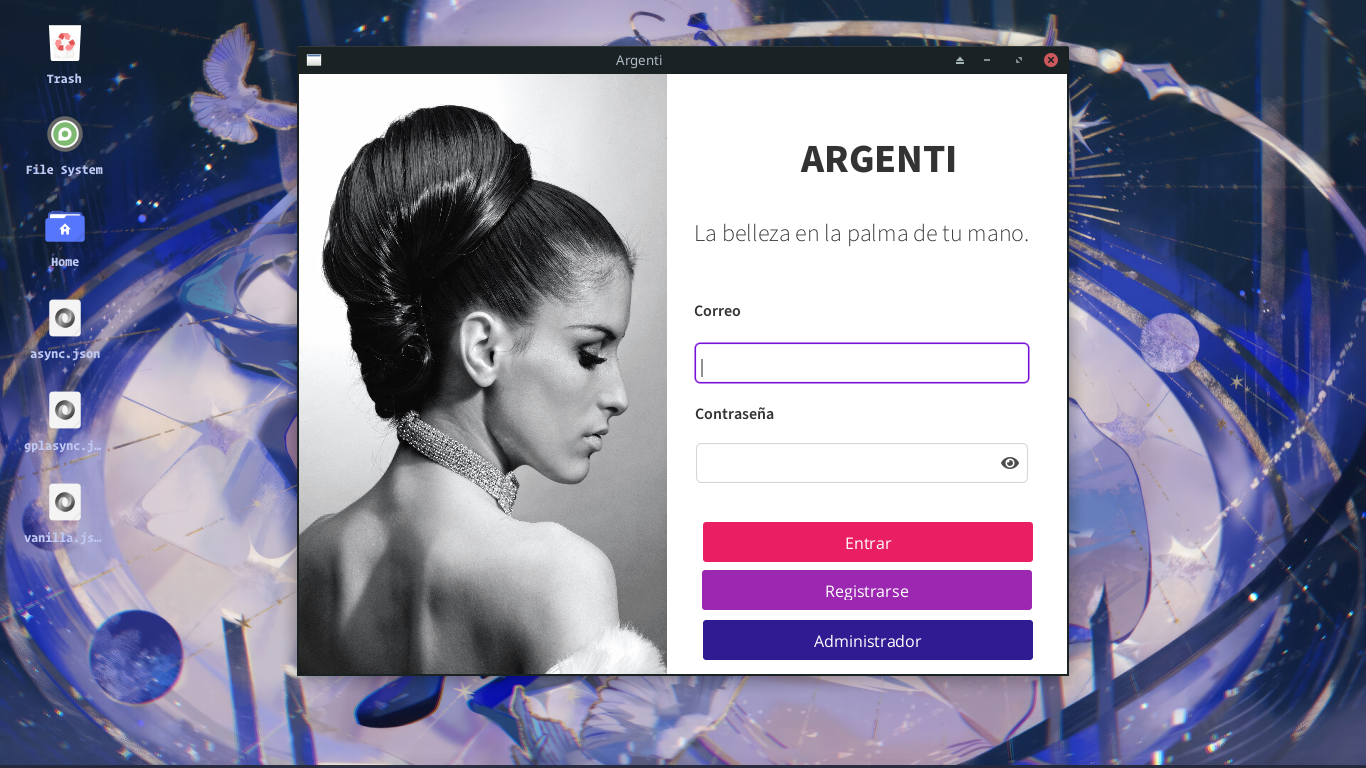 Trash
File System
Home
async.json
gplasync.j…
vanilla.js…
Argenti
ARGENTI
La belleza en la palma de tu mano.
Correo
Contraseña
Entrar
Registrarse
Administrador